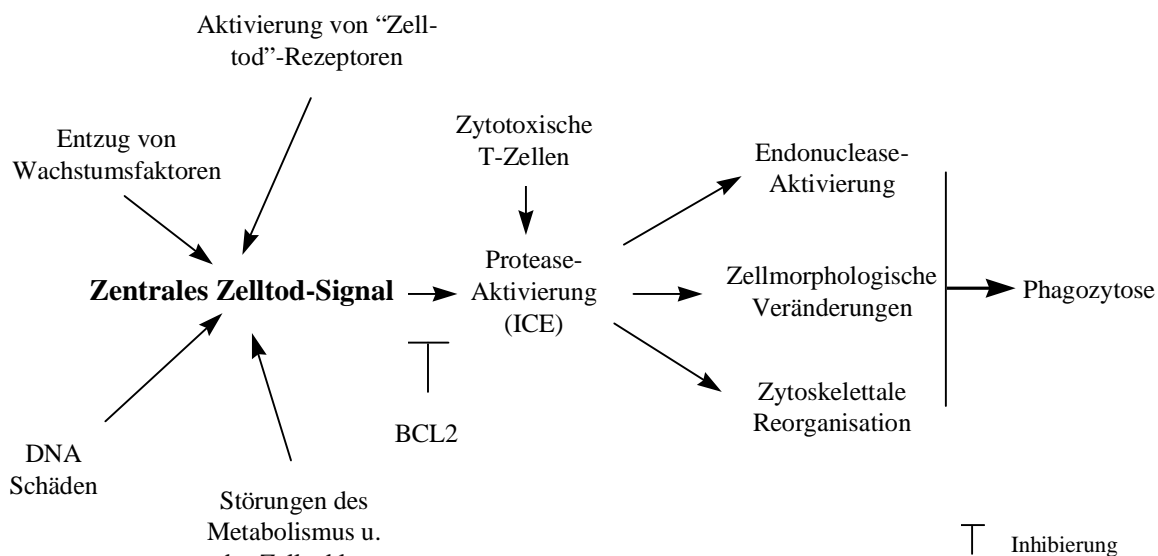 Aktivierung von “Zell-
tod”-Rezeptoren
Entzug von
Wachstumsfaktoren
Zytotoxische
T-Zellen
Endonuclease-
Aktivierung
Zentrales Zelltod-Signal
Protease-
Aktivierung
(ICE)
Zellmorphologische
Veränderungen
Phagozytose
Zytoskelettale
Reorganisation
BCL2
DNA
Schäden
Störungen des
Metabolismus u.
Inhibierung